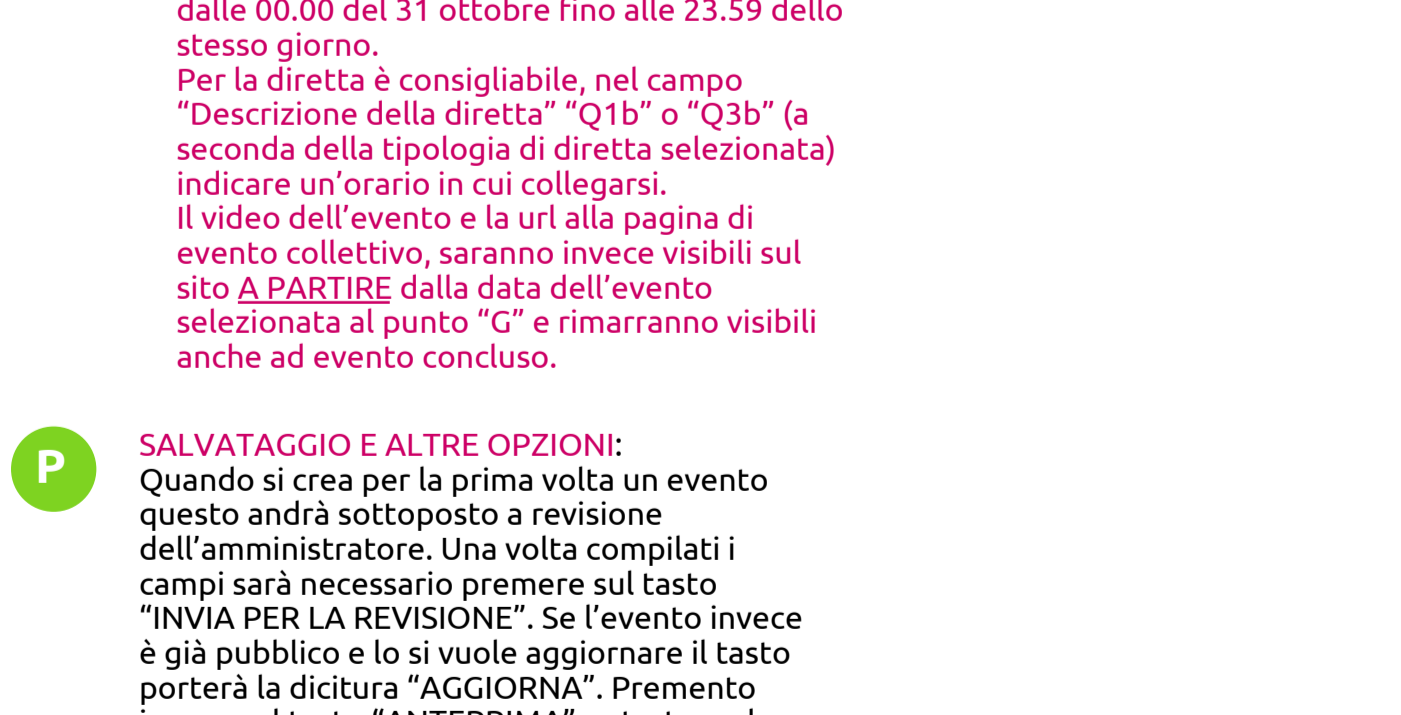 dalle 00.00 del 31 ottobre fino alle 23.59 dello
stesso giorno.
Per la diretta è consigliabile, nel campo
“Descrizione della diretta” “Q1b” o “Q3b” (a
seconda della tipologia di diretta selezionata)
indicare un’orario in cui collegarsi.
Il video dell’evento e la url alla pagina di
evento collettivo, saranno invece visibili sul
sito A PARTIRE dalla data dell’evento
selezionata al punto “G” e rimarranno visibili
anche ad evento concluso.
P
SALVATAGGIO E ALTRE OPZIONI:
Quando si crea per la prima volta un evento
questo andrà sottoposto a revisione
dell’amministratore. Una volta compilati i
campi sarà necessario premere sul tasto
“INVIA PER LA REVISIONE”. Se l’evento invece
è già pubblico e lo si vuole aggiornare il tasto
porterà la dicitura “AGGIORNA”. Premento
“ANTEPRIMA”